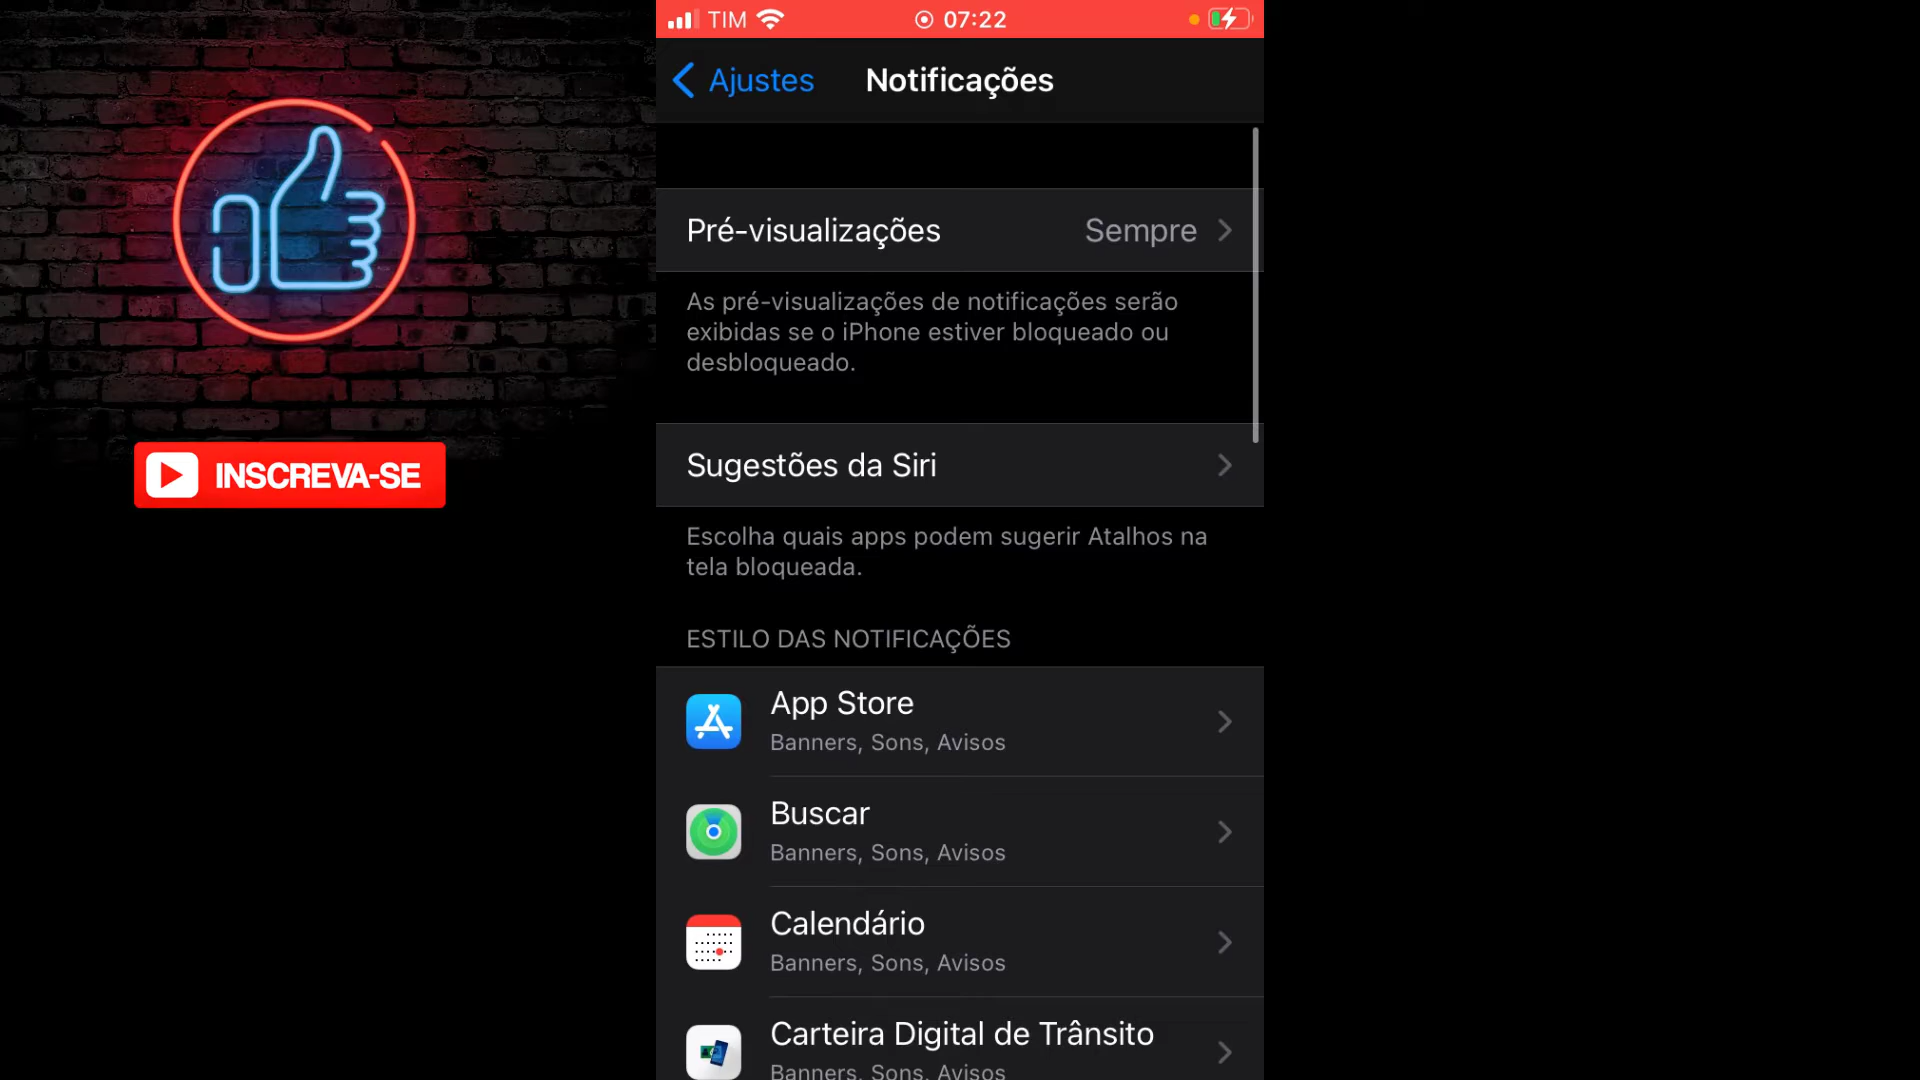 TIM
07:22
Ajustes
Notificações
Pré-visualizações
Sempre
As pré-visualizações de notificações serão
exibidas se o iPhone estiver bloqueado ou
desbloqueado.
Sugestões da Siri
Escolha quais apps podem sugerir Atalhos na
tela bloqueada.
ESTILO DAS NOTIFICAÇÕES
App Store
Banners, Sons, Avisos
Buscar
Banners, Sons, Avisos
Calendário
Banners, Sons, Avisos
Carteira Digital de Trânsito
Banners, Sons, Avisos
INSCREVA-SE